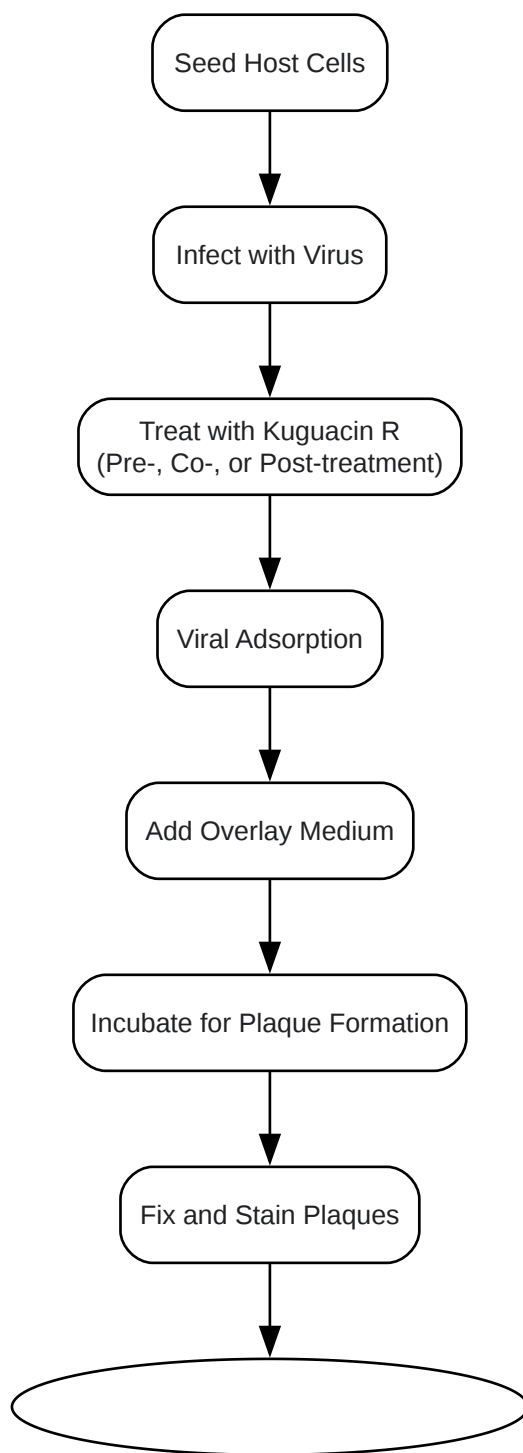 Seed Host Cells
Infect with Virus
Treat with Kuguacin R
(Pre-, Co-, or Post-treatment)
Viral Adsorption
Add Overlay Medium
Incubate for Plaque Formation
Fix and Stain Plaques